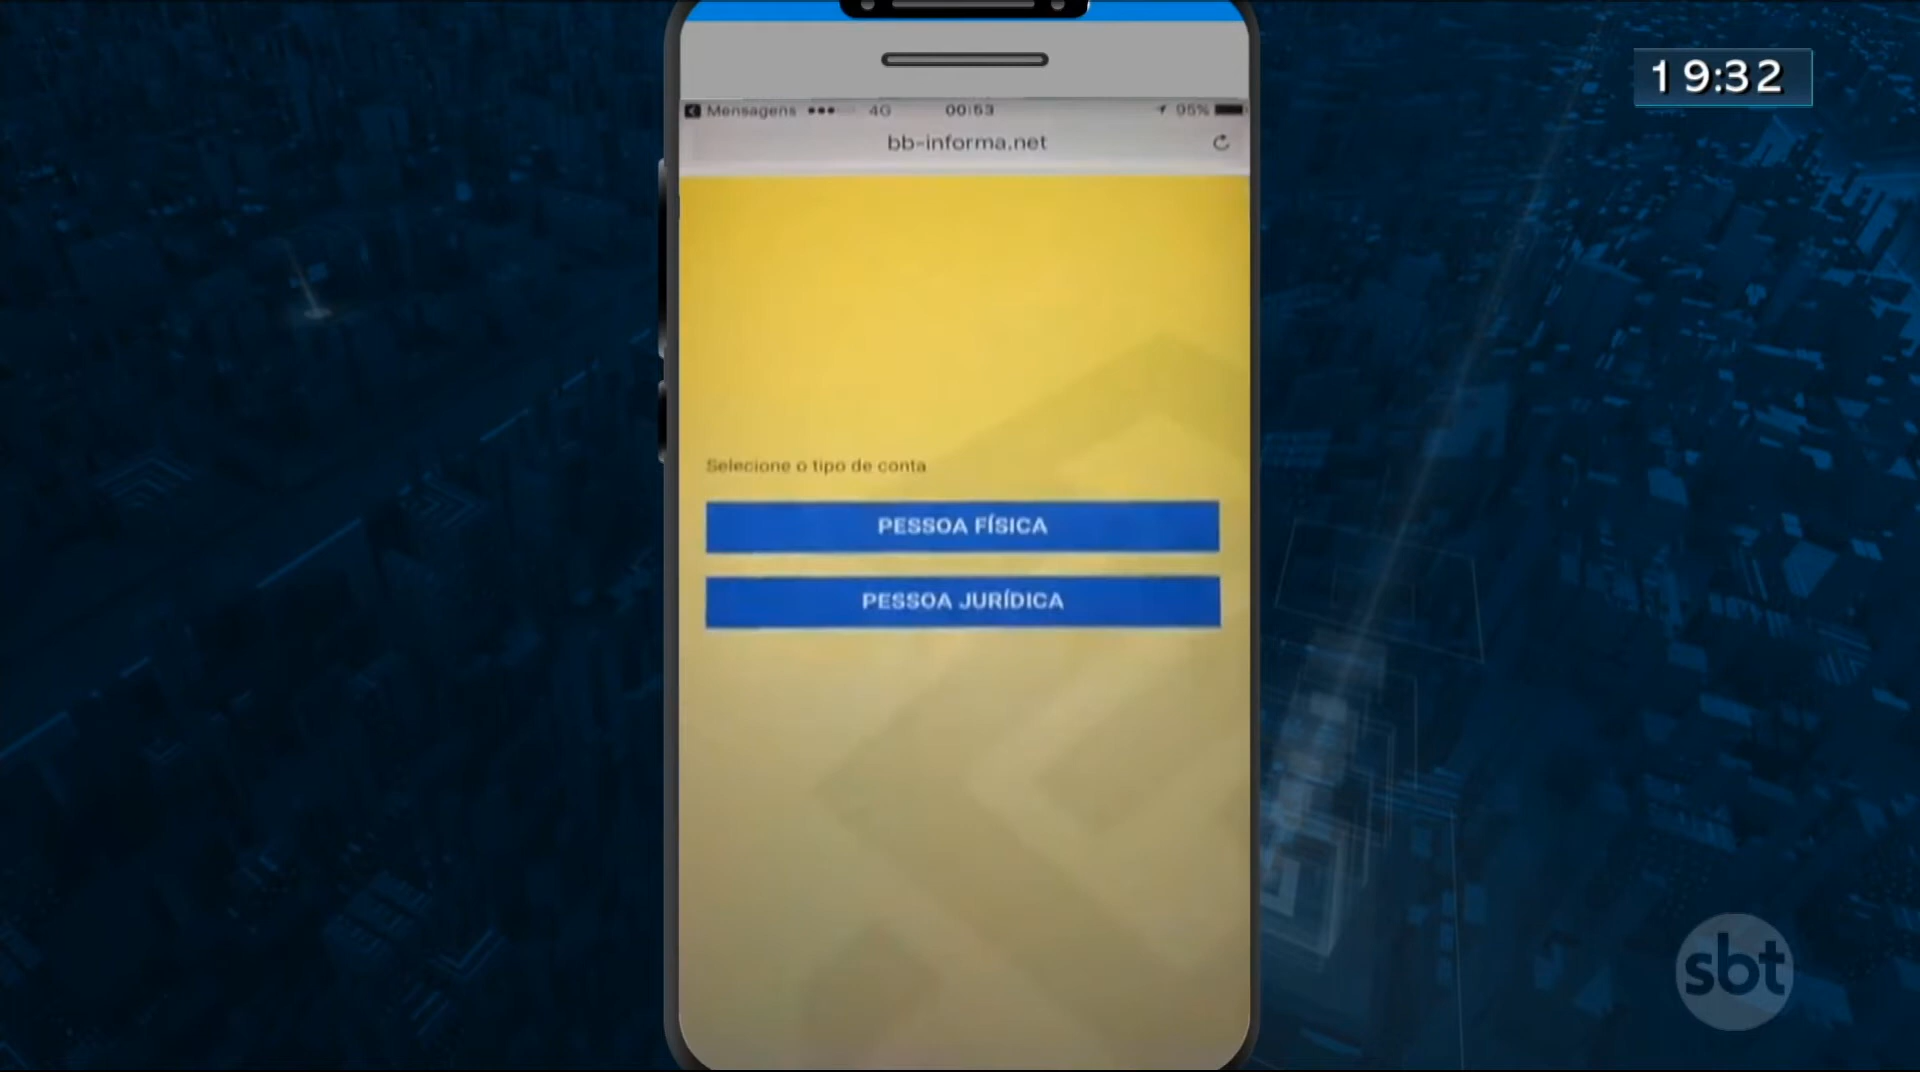 19:32
Mensagens 4G 00:53 95%
bb-informa.net
Selecione o tipo de conta
PESSOA FÍSICA
PESSOA JURÍDICA
sbt